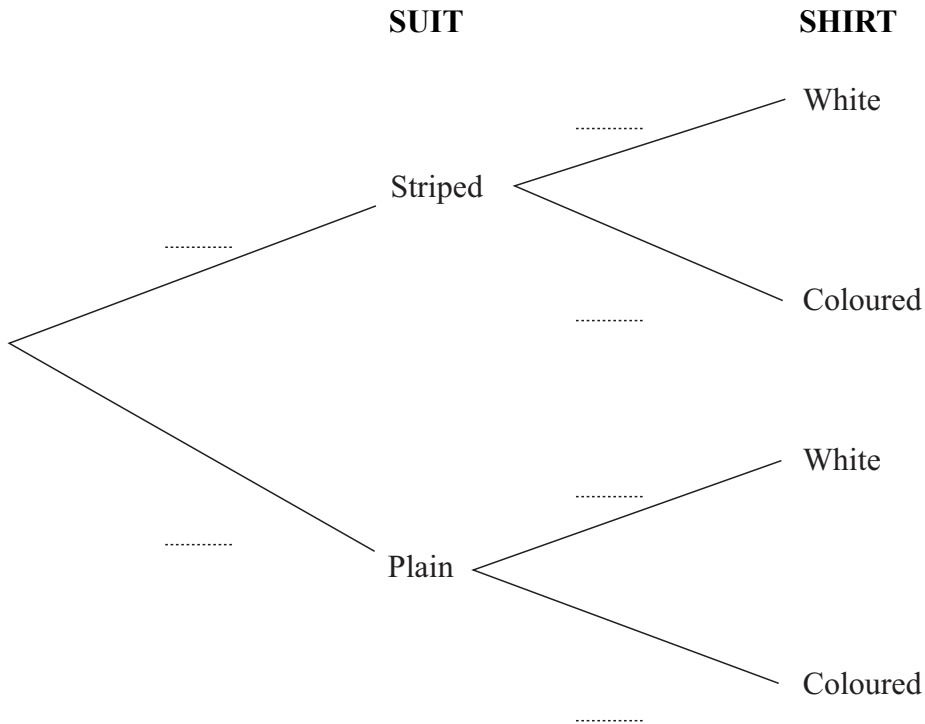 SUIT SHIRT
White
Striped
Coloured
White
Plain
Coloured